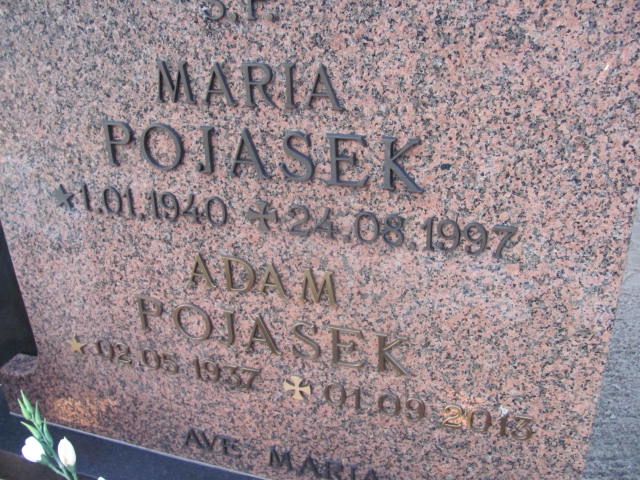 Ś.P.
MARIA
POJASEK
1.01.1940 24.08.1997
ADAM
POJASEK
02.05.1937 01.09.2013
AVE MARIA